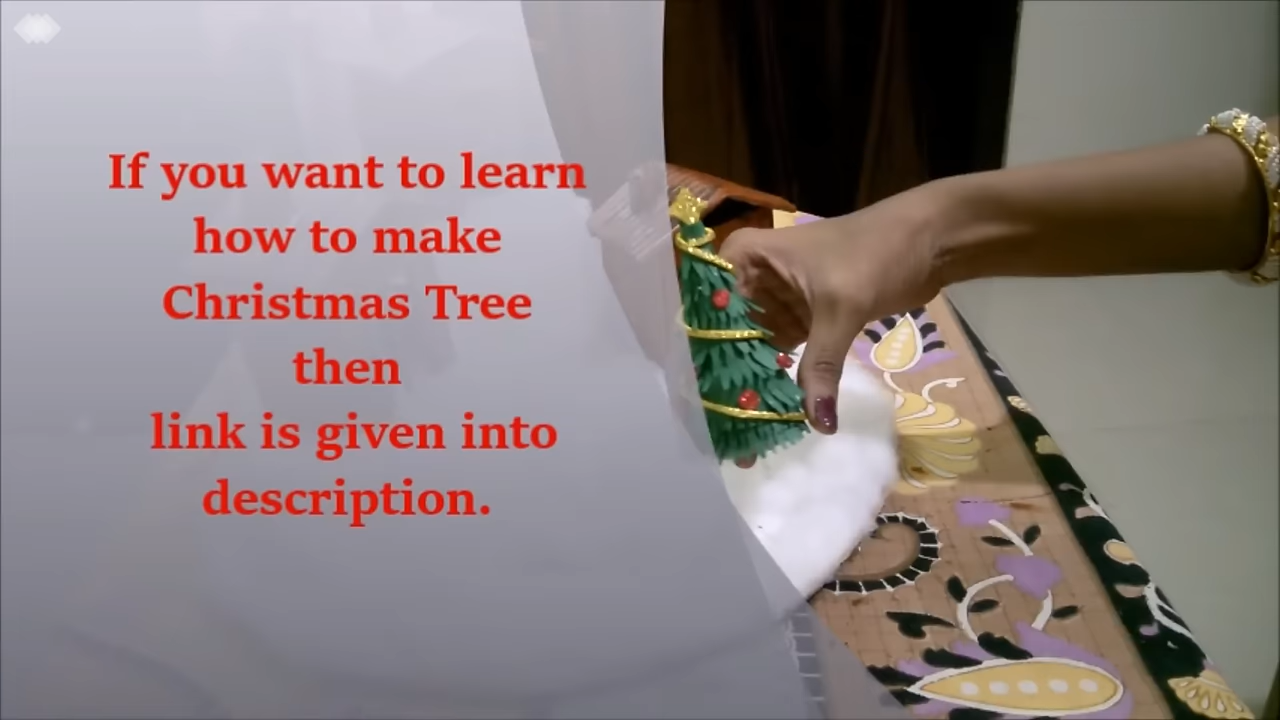 If you want to learn
how to make
Christmas Tree
then
link is given into
description.